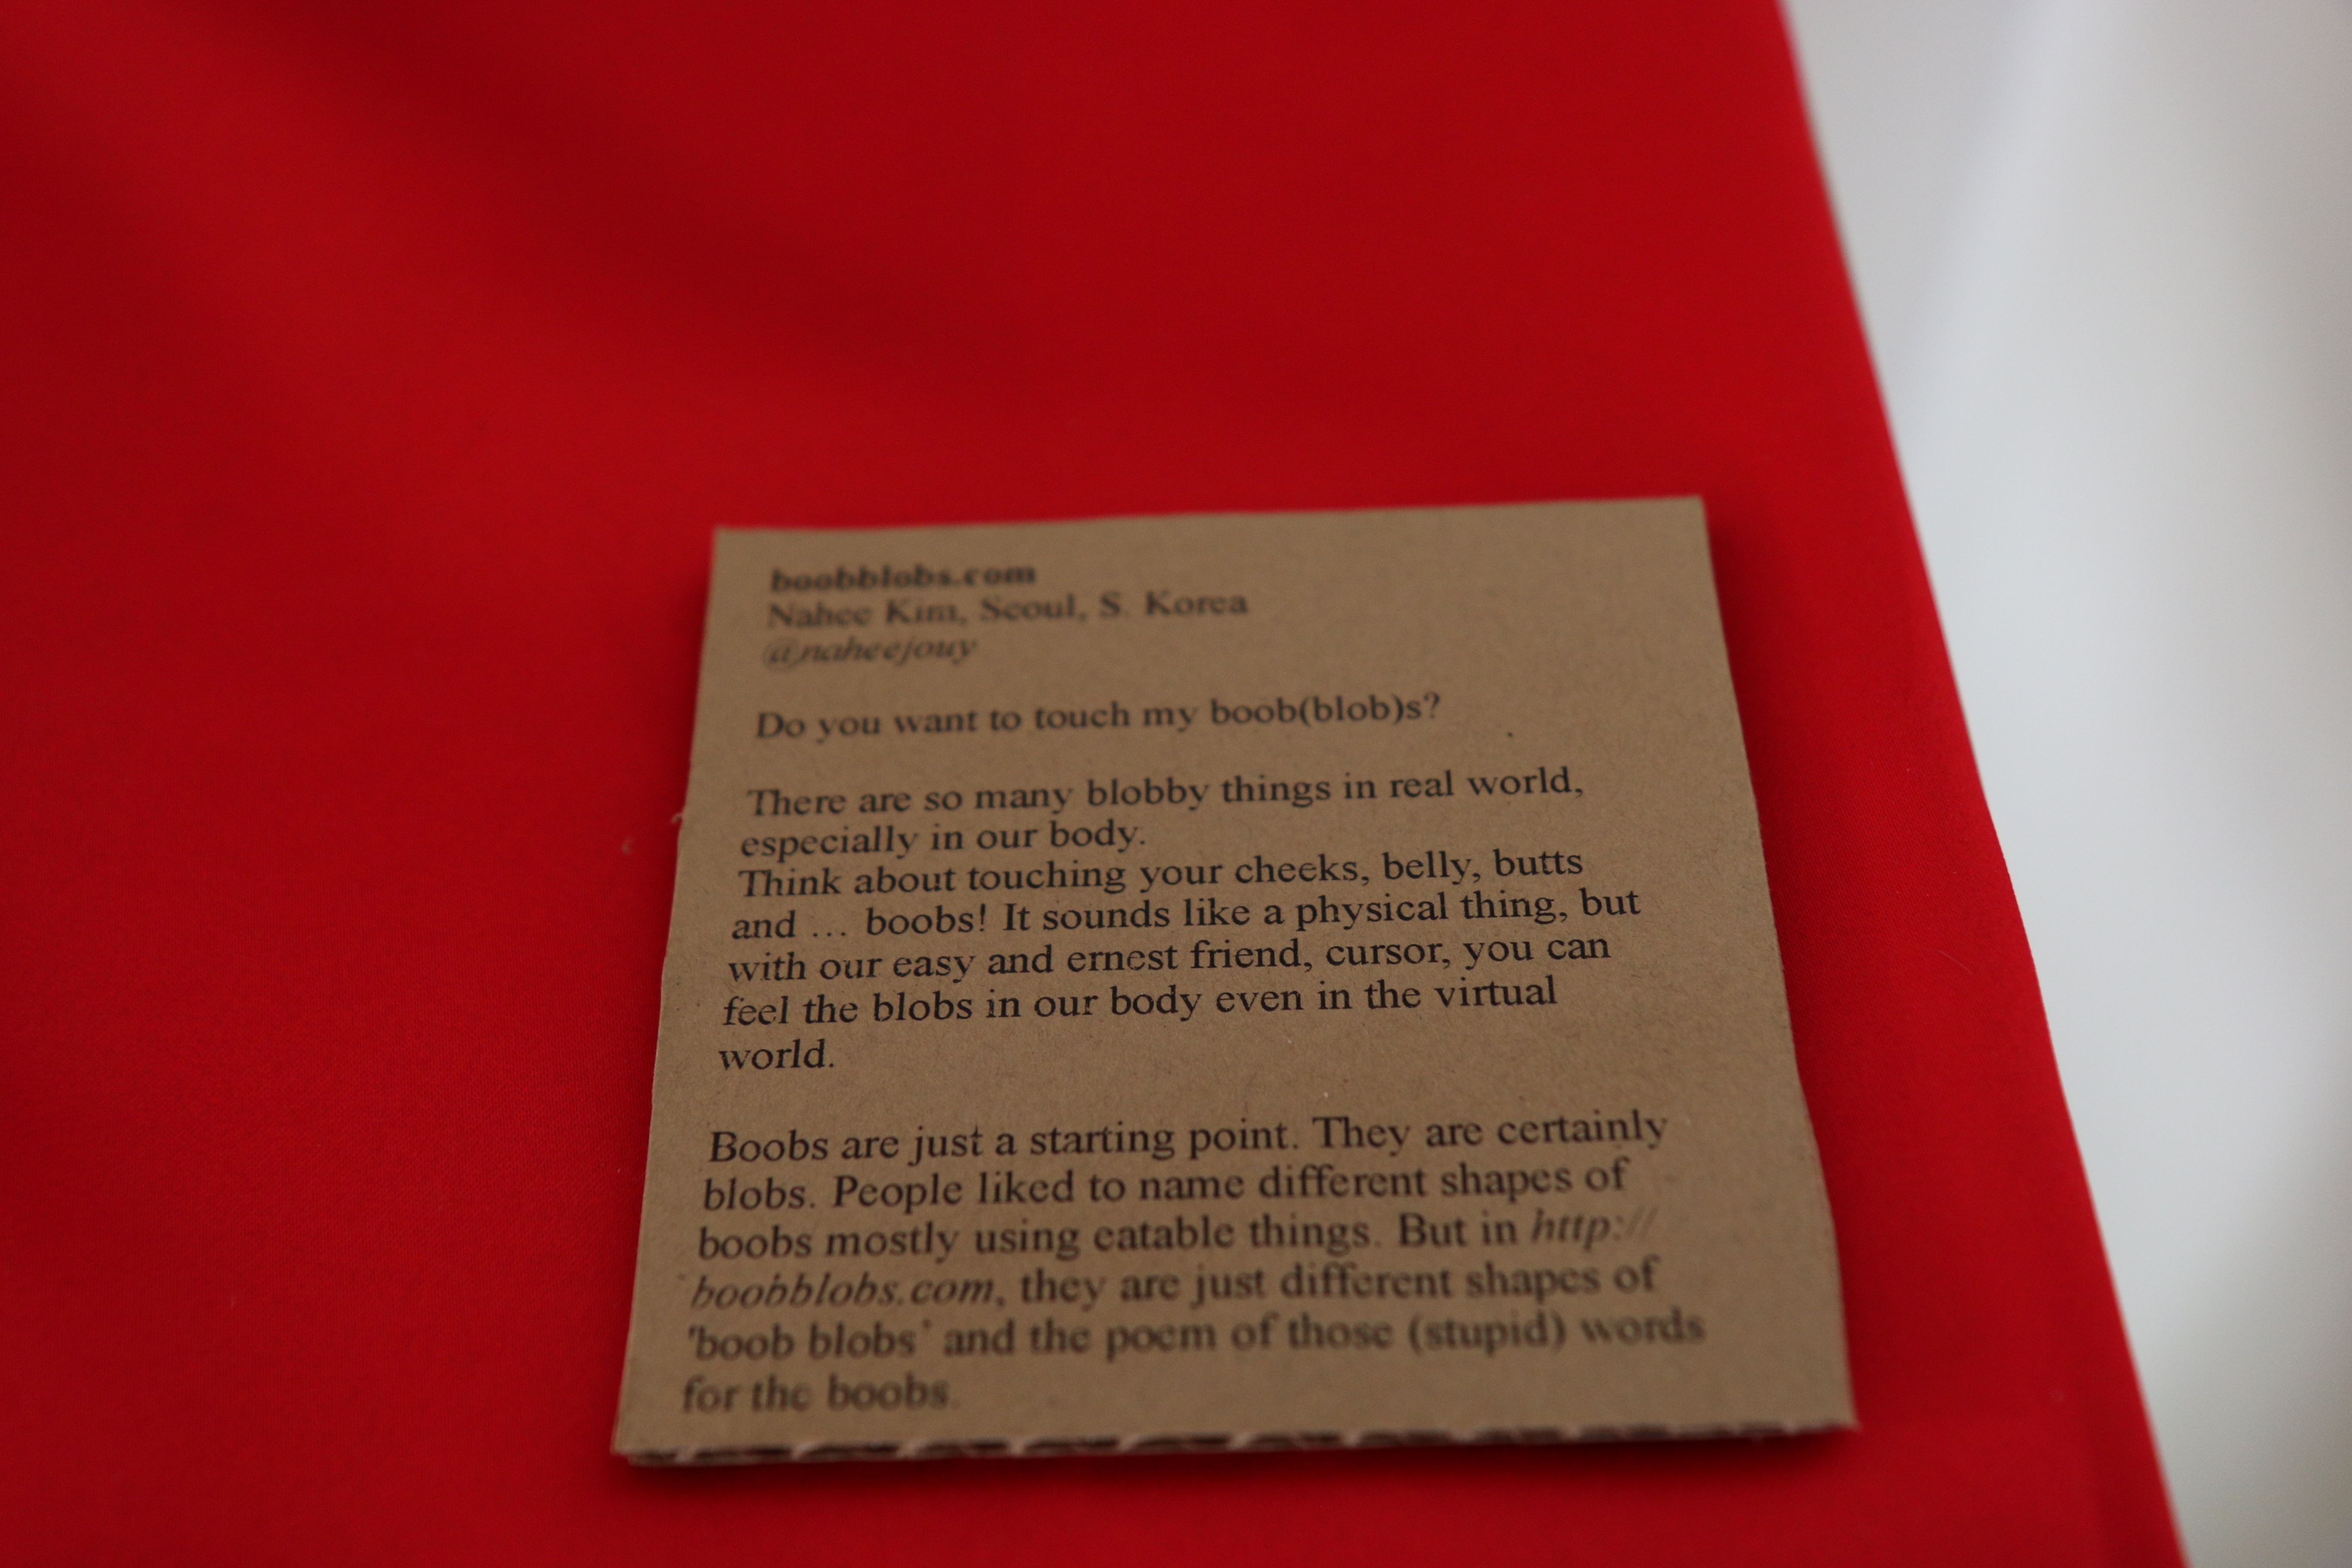 boobblobs.com
Nahee Kim, Seoul, S. Korea
@naheejouy
Do you want to touch my boob(blob)s?
There are so many blobby things in real world,
especially in our body.
Think about touching your cheeks, belly, butts
and ... boobs! It sounds like a physical thing, but
with our easy and ernest friend, cursor, you can
feel the blobs in our body even in the virtual
world.
Boobs are just a starting point. They are certainly
blobs. People liked to name different shapes of
boobs mostly using eatable things. But in http://
boobblobs.com, they are just different shapes of
'boob blobs' and the poem of those (stupid) words
for the boobs.